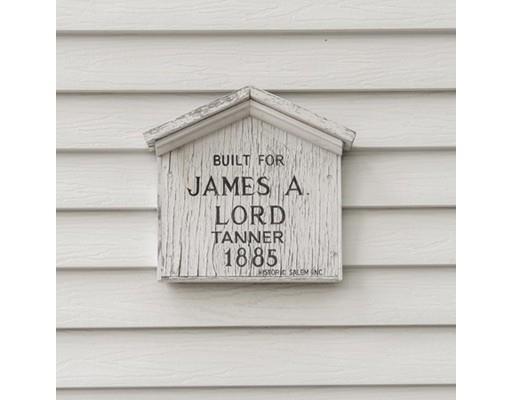 BUILT FOR
JAMES A.
LORD
TANNER
1885
HISTORIC SALEM INC.